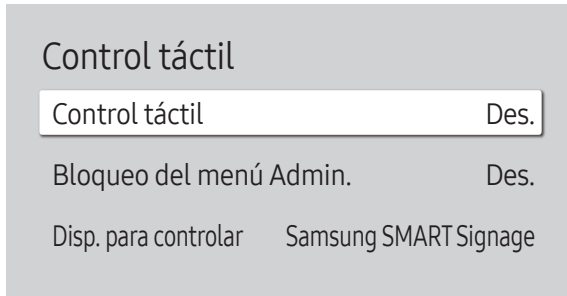 Control táctil
Control táctil Des.
Bloqueo del menú Admin. Des.
Disp. para controlar Samsung SMART Signage